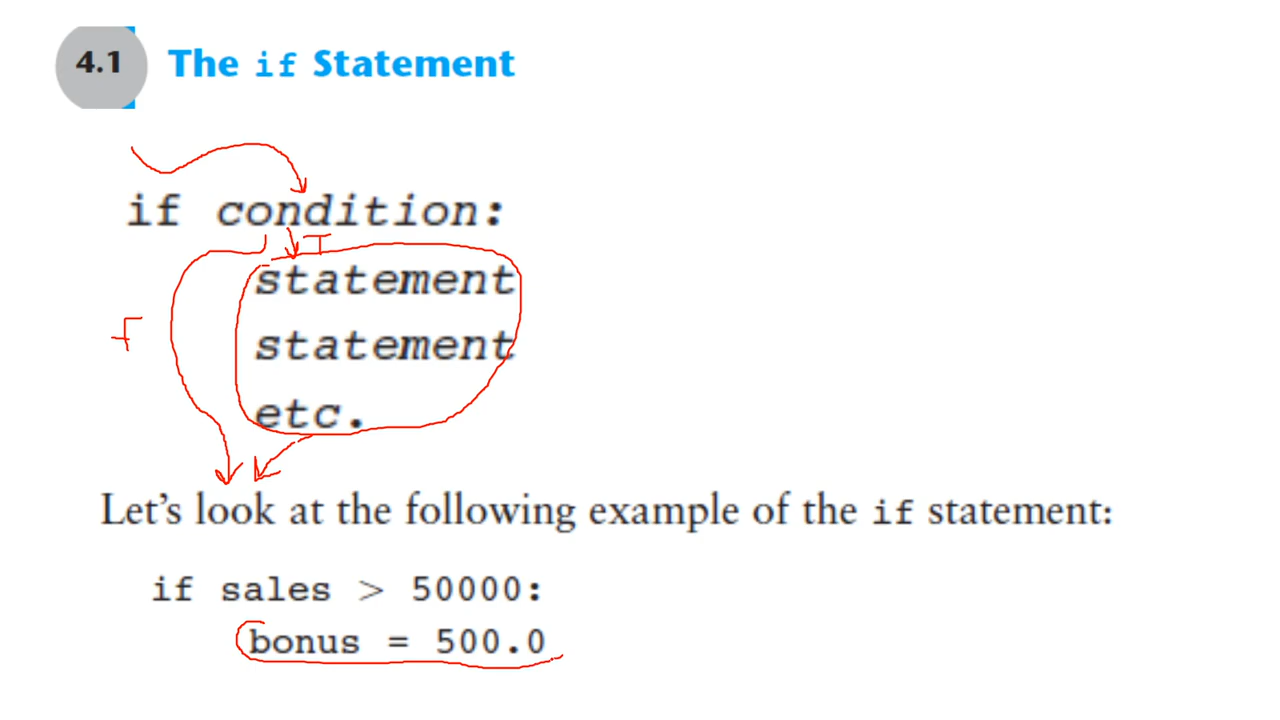 4.1 The if Statement
if condition:
T
statement
F
statement
etc.
Let's look at the following example of the if statement:
if sales > 50000:
bonus = 500.0